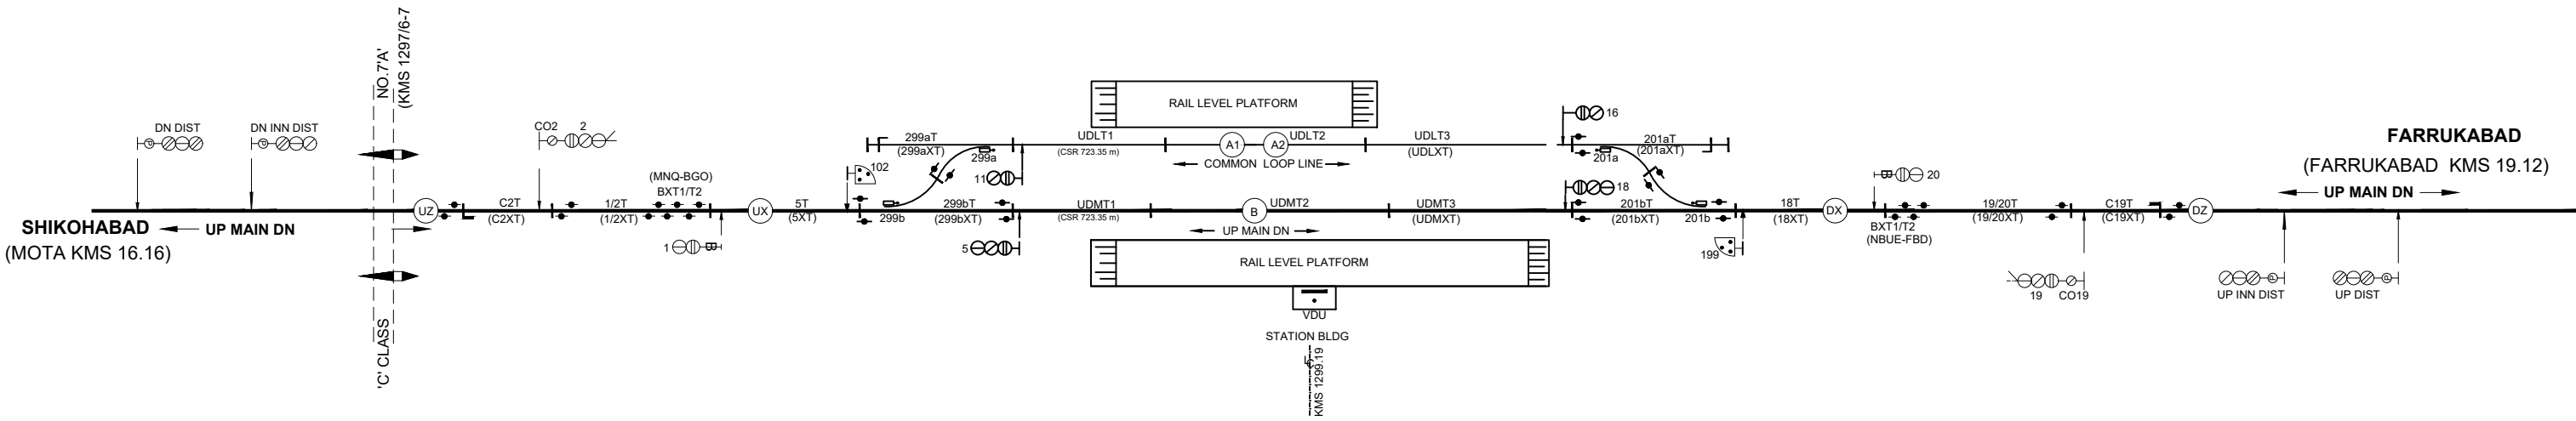 NO.7'A'
(KMS 1297/6-7
'C' CLASS
DN DIST
P
DN INN DIST
P
SHIKOHABAD
(MOTA KMS 16.16)
UP MAIN DN
UZ
C2T
(C2XT)
CO2
2
1/2T
(1/2XT)
(MNQ-BGO)
BXT1/T2
1
B
UX
5T
(5XT)
102
299aT
(299aXT)
299a
299b
299bT
(299bXT)
11
5
RAIL LEVEL PLATFORM
UDLT1
(CSR 723.35 m)
A1
A2
UDLT2
COMMON LOOP LINE
UDLT3
(UDLXT)
UDMT1
(CSR 723.35 m)
B
UDMT2
UP MAIN DN
UDMT3
(UDMXT)
RAIL LEVEL PLATFORM
VDU
STATION BLDG
KMS 1299.19
16
18
201a
201aT
(201aXT)
201bT
(201bXT)
201b
199
18T
(18XT)
DX
B
20
BXT1/T2
(NBUE-FBD)
19/20T
(19/20XT)
19
CO19
C19T
(C19XT)
DZ
P
UP INN DIST
P
UP DIST
FARRUKABAD
(FARRUKABAD KMS 19.12)
UP MAIN DN